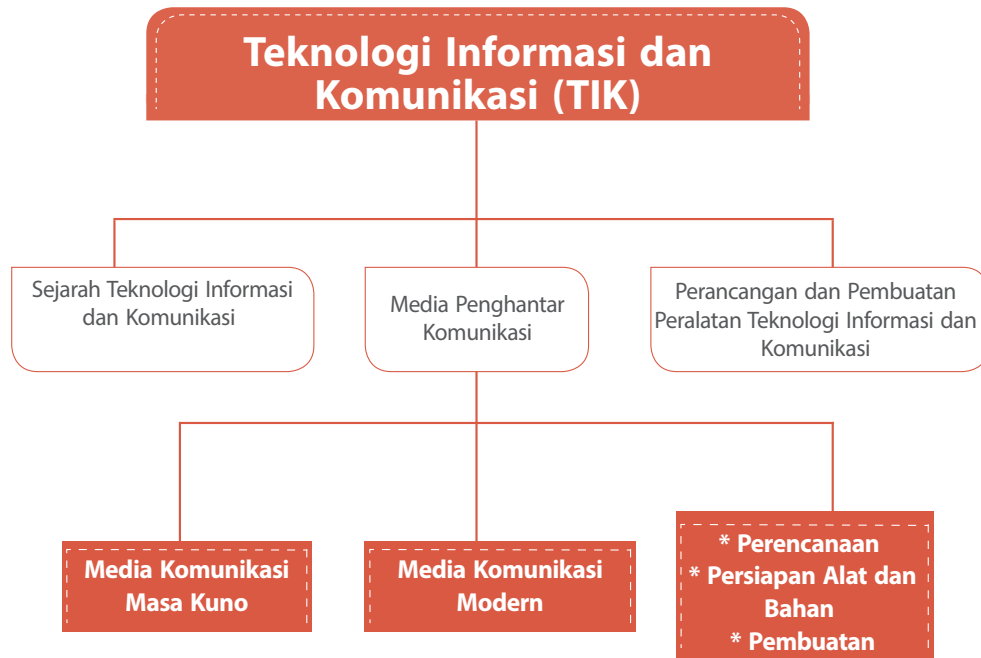 Teknologi Informasi dan
Komunikasi (TIK)
Sejarah Teknologi Informasi
dan Komunikasi
Media Penghantar
Komunikasi
Perancangan dan Pembuatan
Peralatan Teknologi Informasi dan
Komunikasi
Media Komunikasi
Masa Kuno
Media Komunikasi
Modern
* Perencanaan
* Persiapan Alat dan
Bahan
* Pembuatan